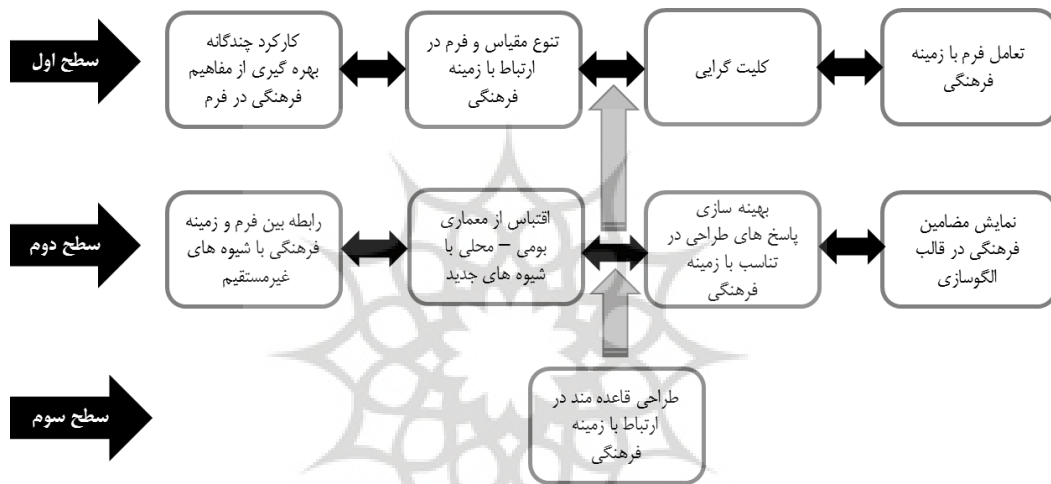 سطح اول
تعامل فرم با زمینه
فرهنگی
کلیت گرایی
تنوع مقیاس و فرم در
ارتباط با زمینه
فرهنگی
کارکرد چندگانه
بهره گیری از مفاهیم
فرهنگی در فرم
سطح دوم
نمایش مضامین
فرهنگی در قالب
الگوسازی
بهینه سازی
پاسخ های طراحی در
تناسب با زمینه
فرهنگی
اقتباس از معماری
بومی – محلی با
شیوه های جدید
رابطه بین فرم و زمینه
فرهنگی با شیوه های
غیرمستقیم
سطح سوم
طراحی قاعده مند در
ارتباط با زمینه
فرهنگی